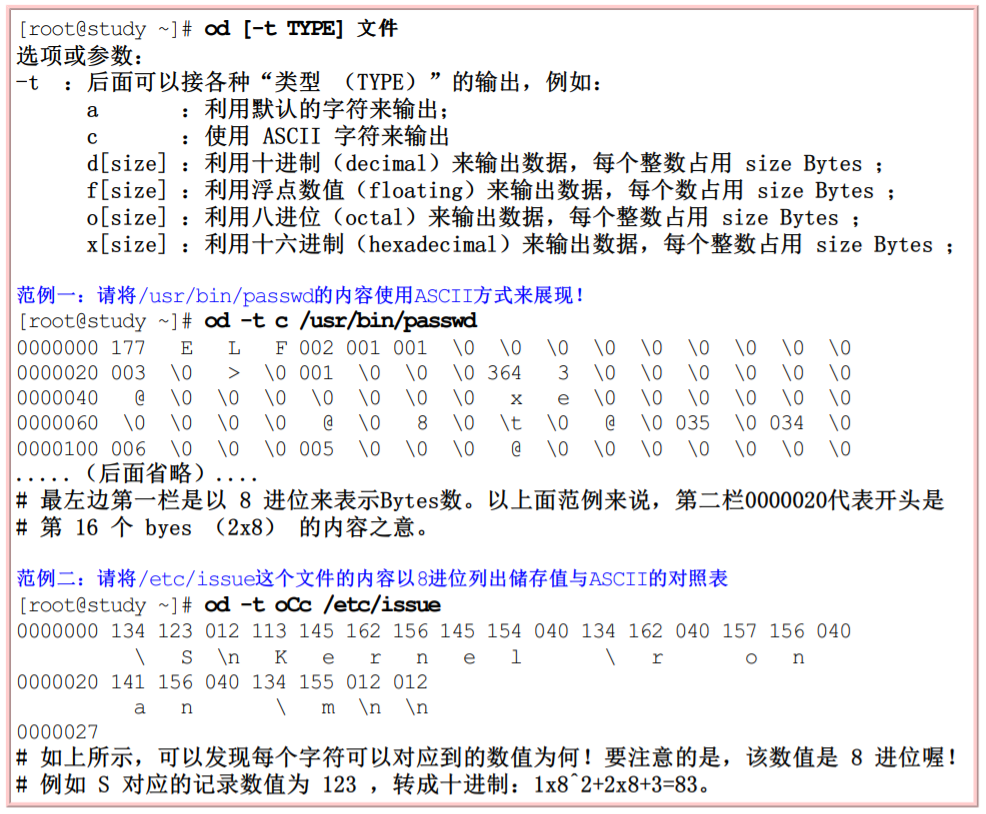 [root@study ~]# od [-t TYPE] 文件
选项或参数：
-t ：后面可以接各种“类型 （TYPE）”的输出，例如：
a ：利用默认的字符来输出；
c ：使用 ASCII 字符来输出
d[size] ：利用十进制（decimal）来输出数据，每个整数占用 size Bytes ；
f[size] ：利用浮点数值（floating）来输出数据，每个数占用 size Bytes ；
o[size] ：利用八进位（octal）来输出数据，每个整数占用 size Bytes ；
x[size] ：利用十六进制（hexadecimal）来输出数据，每个整数占用 size Bytes ；
范例一：请将/usr/bin/passwd的内容使用ASCII方式来展现！
[root@study ~]# od -t c /usr/bin/passwd
0000000 177 E L F 002 001 001 \0 \0 \0 \0 \0 \0 \0 \0 \0
0000020 003 \0 > \0 001 \0 \0 \0 364 3 \0 \0 \0 \0 \0 \0
0000040 @ \0 \0 \0 \0 \0 \0 \0 x e \0 \0 \0 \0 \0 \0
0000060 \0 \0 \0 \0 @ \0 8 \0 \t \0 @ \0 035 \0 034 \0
0000100 006 \0 \0 \0 005 \0 \0 \0 @ \0 \0 \0 \0 \0 \0 \0
.....（后面省略）....
# 最左边第一栏是以 8 进位来表示Bytes数。以上面范例来说，第二栏0000020代表开头是
# 第 16 个 byes （2x8） 的内容之意。
范例二：请将/etc/issue这个文件的内容以8进位列出储存值与ASCII的对照表
[root@study ~]# od -t oCc /etc/issue
0000000 134 123 012 113 145 162 156 145 154 040 134 162 040 157 156 040
\ S \n K e r n e l \ r o n
0000020 141 156 040 134 155 012 012
a n \ m \n \n
0000027
# 如上所示，可以发现每个字符可以对应到的数值为何！要注意的是，该数值是 8 进位喔！
# 例如 S 对应的记录数值为 123 ，转成十进制：1x8^2+2x8+3=83。